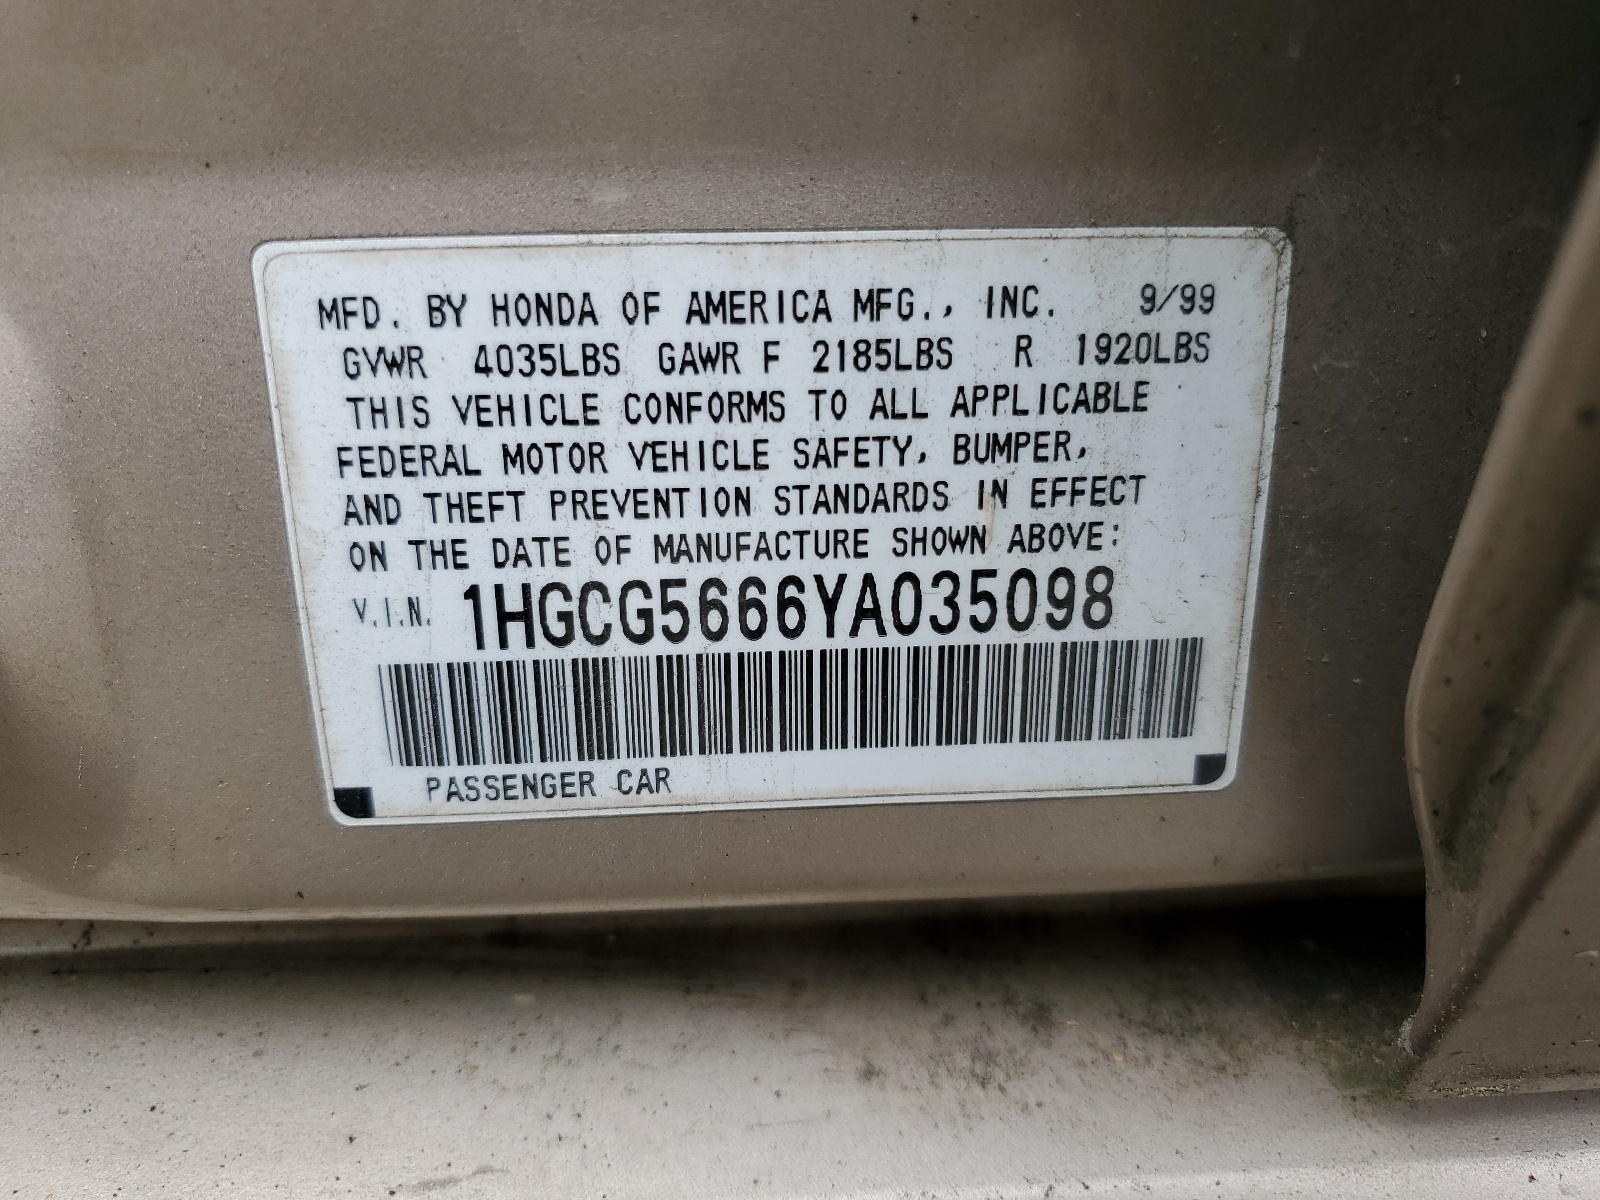 MFD. BY HONDA OF AMERICA MFG., INC. 9/99
GVWR 4035LBS GAWR F 2185LBS R 1920LBS
THIS VEHICLE CONFORMS TO ALL APPLICABLE
FEDERAL MOTOR VEHICLE SAFETY, BUMPER,
AND THEFT PREVENTION STANDARDS IN EFFECT
ON THE DATE OF MANUFACTURE SHOWN ABOVE:
V.I.N. 1HGCG5666YA035098
PASSENGER CAR